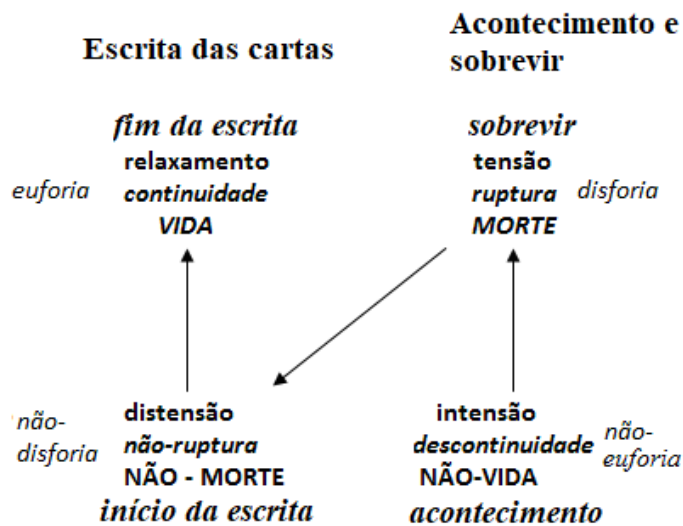 Escrita das cartas
Acontecimento e
sobrevir
fim da escrita
relaxamento
euforia
continuidade
VIDA
sobrevir
tensão
ruptura
disforia
MORTE
não-
disforia
distensão
não-ruptura
NÃO - MORTE
início da escrita
intensão
descontinuidade
NÃO-VIDA
acontecimento
não-
euforia